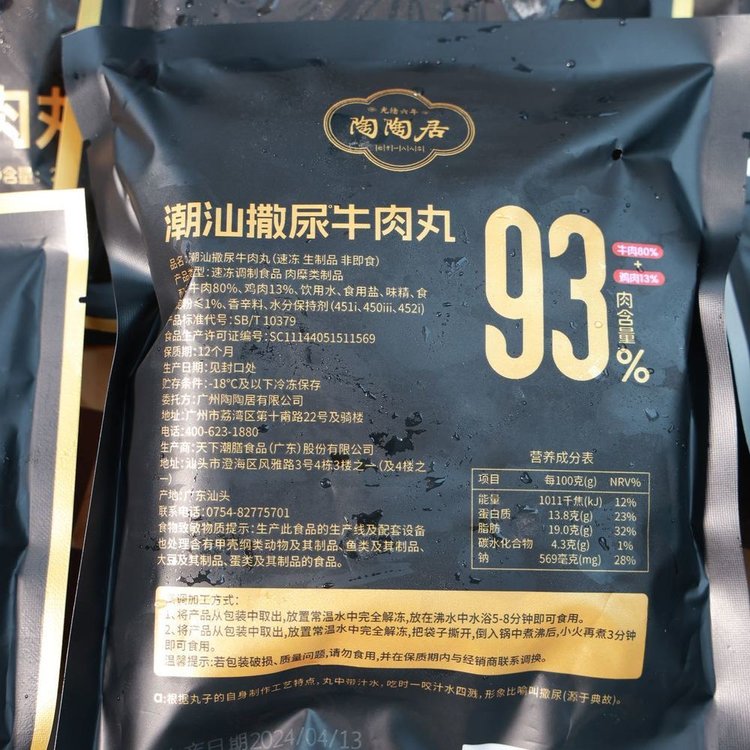 光绪六年
陶陶居
潮汕撒尿牛肉丸
93%
牛肉80%
+
鸡肉13%
肉含量
品名:潮汕撒尿牛肉丸(速冻 生制品 非即食)
产品类型:速冻调制食品 肉糜类制品
牛肉80%、鸡肉13%、饮用水、食用盐、味精、食
≤1%、香辛料、水分保持剂(451i、450iii、452i)
产品标准代号:SB/T 10379
食品生产许可证编号:SC11144051511569
保质期:12个月
生产日期:见封口处
贮存条件:-18℃及以下冷冻保存
委托方:广州陶陶居有限公司
地址:广州市荔湾区第十甫路22号及骑楼
电话:400-623-1880
生产商:天下潮膳食品(广东)股份有限公司
地址:汕头市澄海区风雅路3号4栋3楼之一(及4楼之
一)
产地:广东汕头
联系电话:0754-82775701
食物致敏物质提示:生产此食品的生产线及配套设备
也处理含有甲壳纲类动物及其制品、鱼类及其制品、
大豆及其制品、蛋类及其制品的食品。
营养成分表
项目 每100克(g) NRV%
能量 1011千焦(kJ) 12%
蛋白质 13.8克(g) 23%
脂肪 19.0克(g) 32%
碳水化合物 4.3克(g) 1%
钠 569毫克(mg) 28%
加工方式:
1、将产品从包装中取出,放置常温水中完全解冻,放在沸水中水浴5-8分钟即可食用。
2、将产品从包装中取出,放置常温水中完全解冻,把袋子撕开,倒入锅中煮沸后,小火再煮3分钟
即可食用。
温馨提示:若包装破损、质量问题,请勿食用,并在保质期内与经销商联系调换。
α:根据丸子的自身制作工艺特点,丸中带汁水,吃时一咬汁水四溅,形象比喻叫撒尿(源于典故)。
生产日期2024/04/13
肉丸
含量: